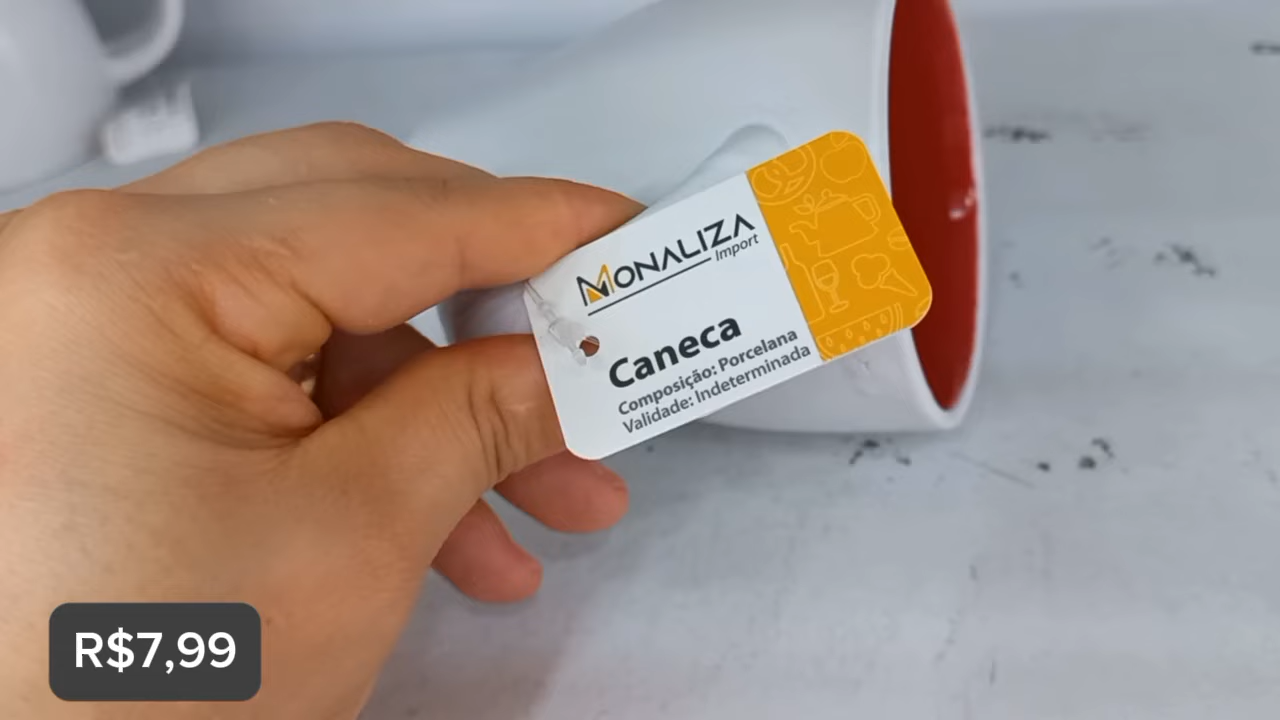 MONALIZA
Import
Caneca
Composição: Porcelana
Validade: Indeterminada
R$7,99